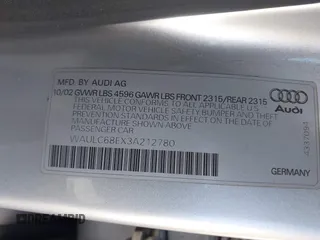 MFD. BY AUDI AG
10/02 GVWR LBS 4596 GAWR LBS FRONT 2315/REAR 2315
THIS VEHICLE CONFORMS TO ALL APPLICABLE
FEDERAL MOTOR VEHICLE SAFETY, BUMPER AND THEFT
PREVENTION STANDARDS IN EFFECT ON THE DATE OF
MANUFACTURE SHOWN ABOVE.
PASSENGER CAR
WAULC68EX3A212780
Audi
GERMANY
DREAMBID